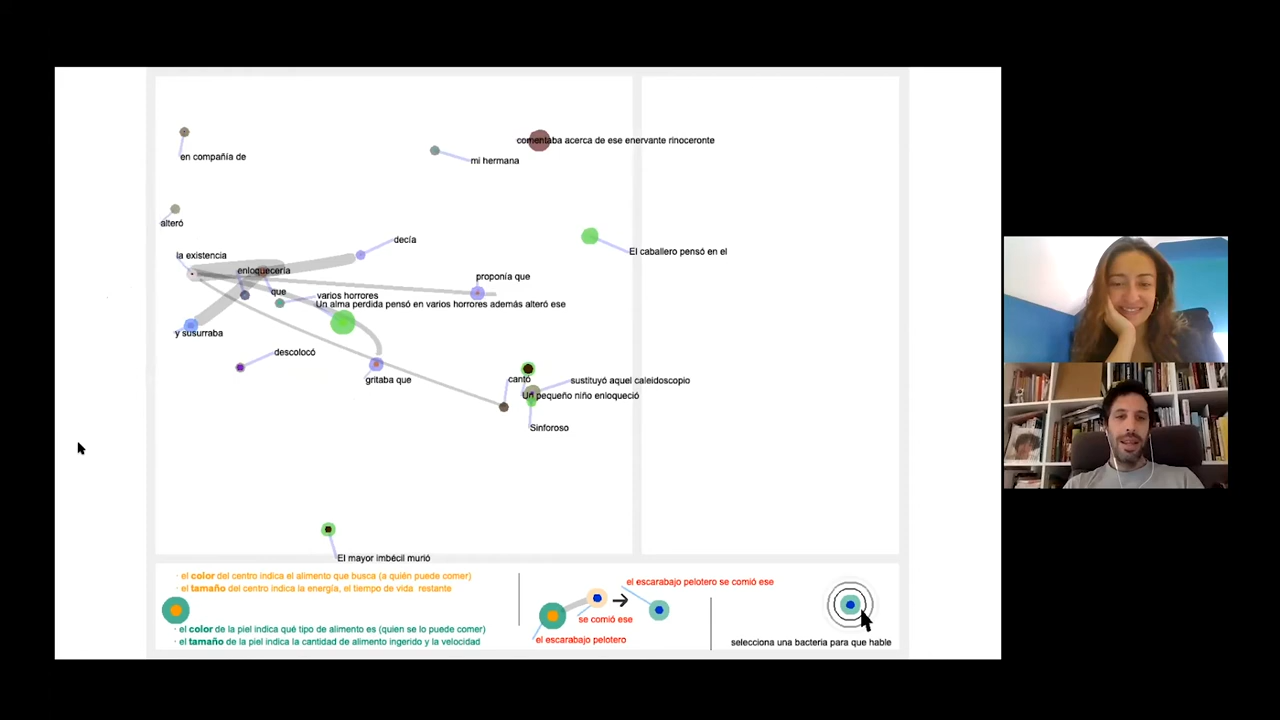 comentaba acerca de ese enervante rinoceronte
en compañía de
mi hermana
alteró
decía
El caballero pensó en el
la existencia
enloquecería
proponía que
que
varios horrores
Un alma perdida pensó en varios horrores además alteró ese
y susurraba
descolocó
gritaba que
cantó
sustituyó aquel caleidoscopio
Un pequeño niño enloqueció
Sinforoso
El mayor imbécil murió
· el color del centro indica el alimento que busca (a quién puede comer)
· el tamaño del centro indica la energía, el tiempo de vida restante
· el color de la piel indica qué tipo de alimento es (quien se lo puede comer)
· el tamaño de la piel indica la cantidad de alimento ingerido y la velocidad
el escarabajo pelotero se comió ese
se comió ese
el escarabajo pelotero
selecciona una bacteria para que hable